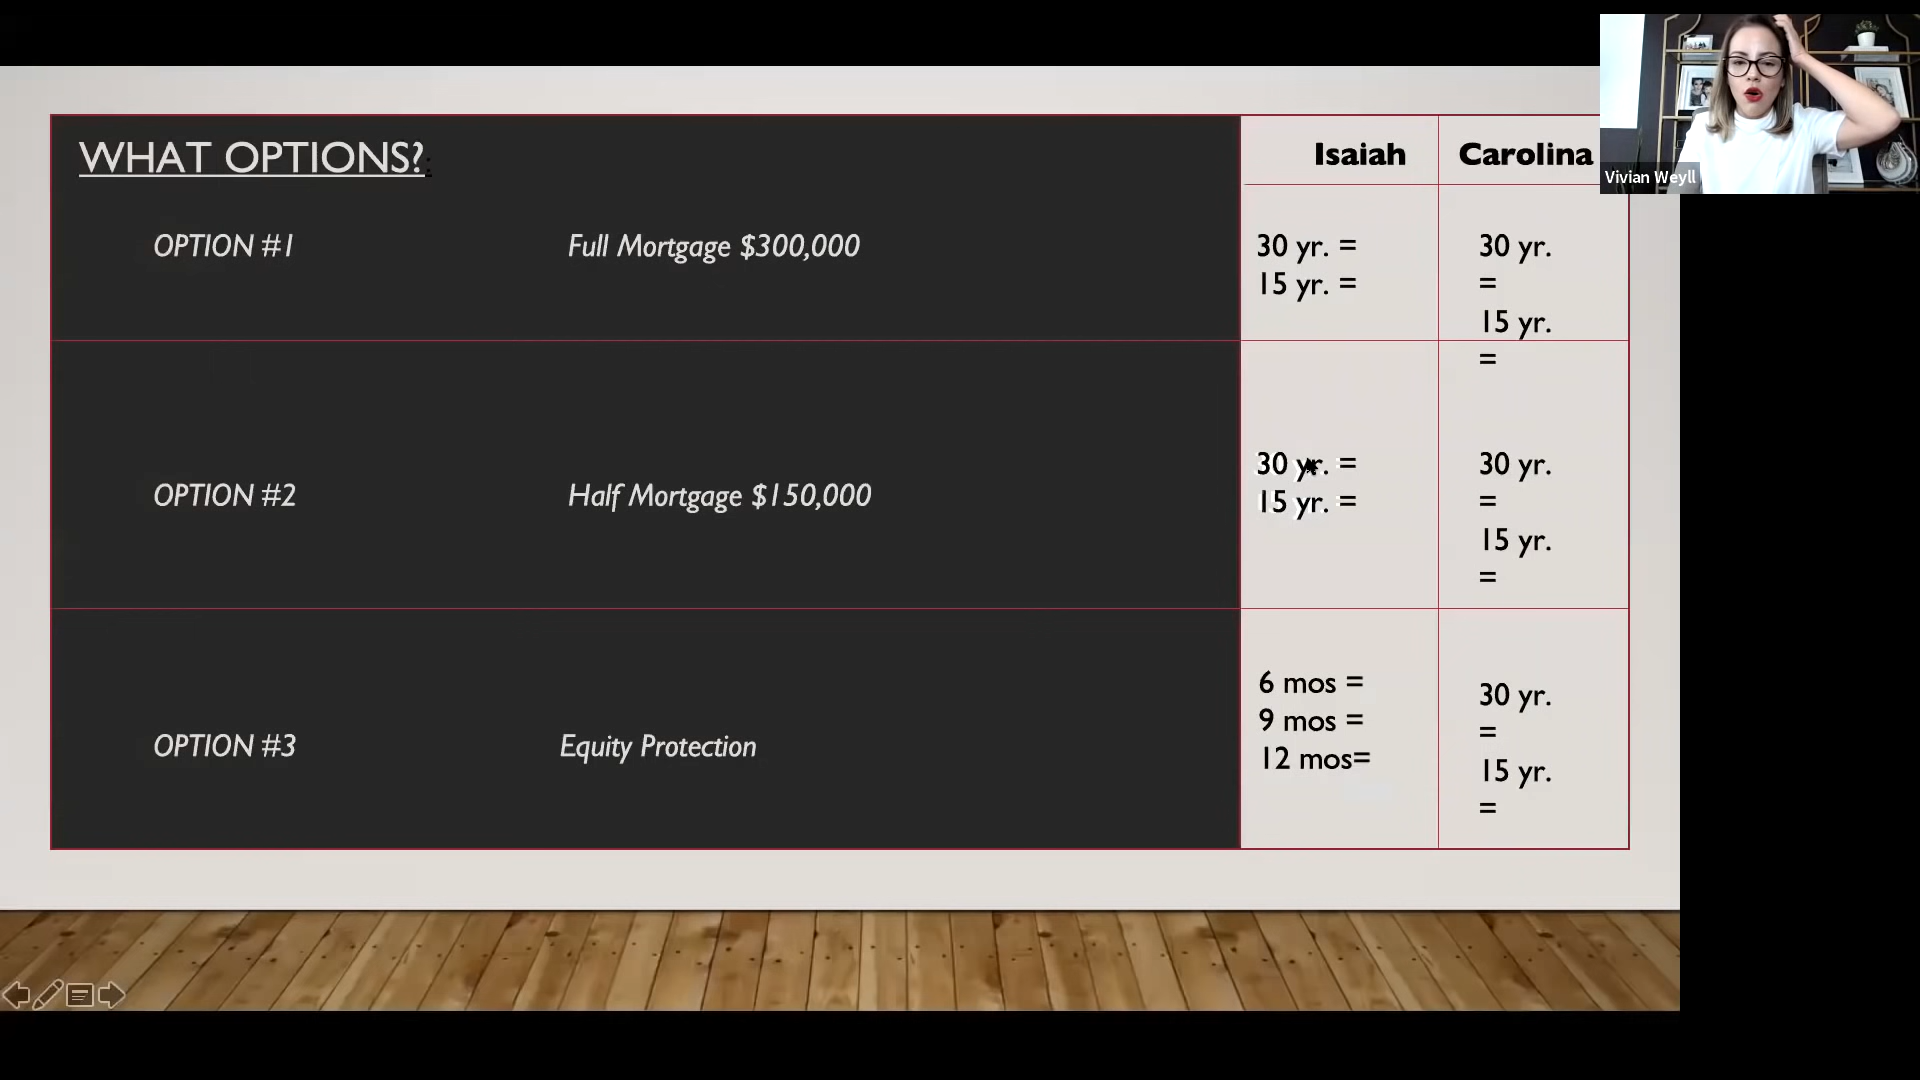 WHAT OPTIONS?:
Isaiah
Carolina
Vivian Weyll
OPTION #1
Full Mortgage $300,000
30 yr. =
15 yr. =
30 yr.
=
15 yr.
=
OPTION #2
Half Mortgage $150,000
30 yr. =
15 yr. =
30 yr.
=
15 yr.
=
OPTION #3
Equity Protection
6 mos =
9 mos =
12 mos=
30 yr.
=
15 yr.
=